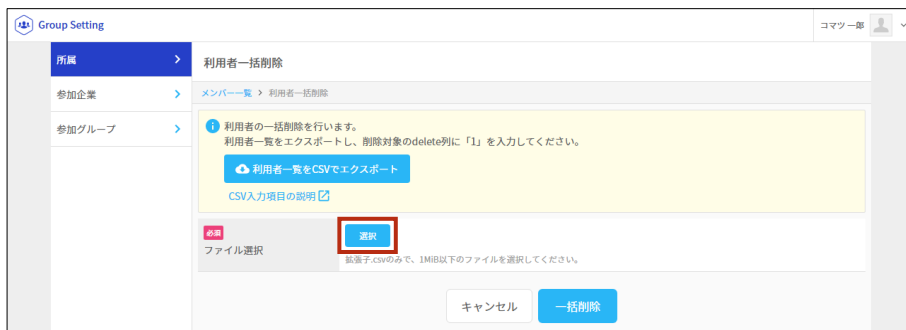 Group Setting
コマツ 一郎
所属
参加企業
参加グループ
利用者一括削除
メンバー一覧 > 利用者一括削除
利用者の一括削除を行います。
利用者一覧をエクスポートし、削除対象のdelete列に「1」を入力してください。
利用者一覧をCSVでエクスポート
CSV入力項目の説明
必須
ファイル選択
選択
拡張子.csvのみで、1MiB以下のファイルを選択してください。
キャンセル
一括削除